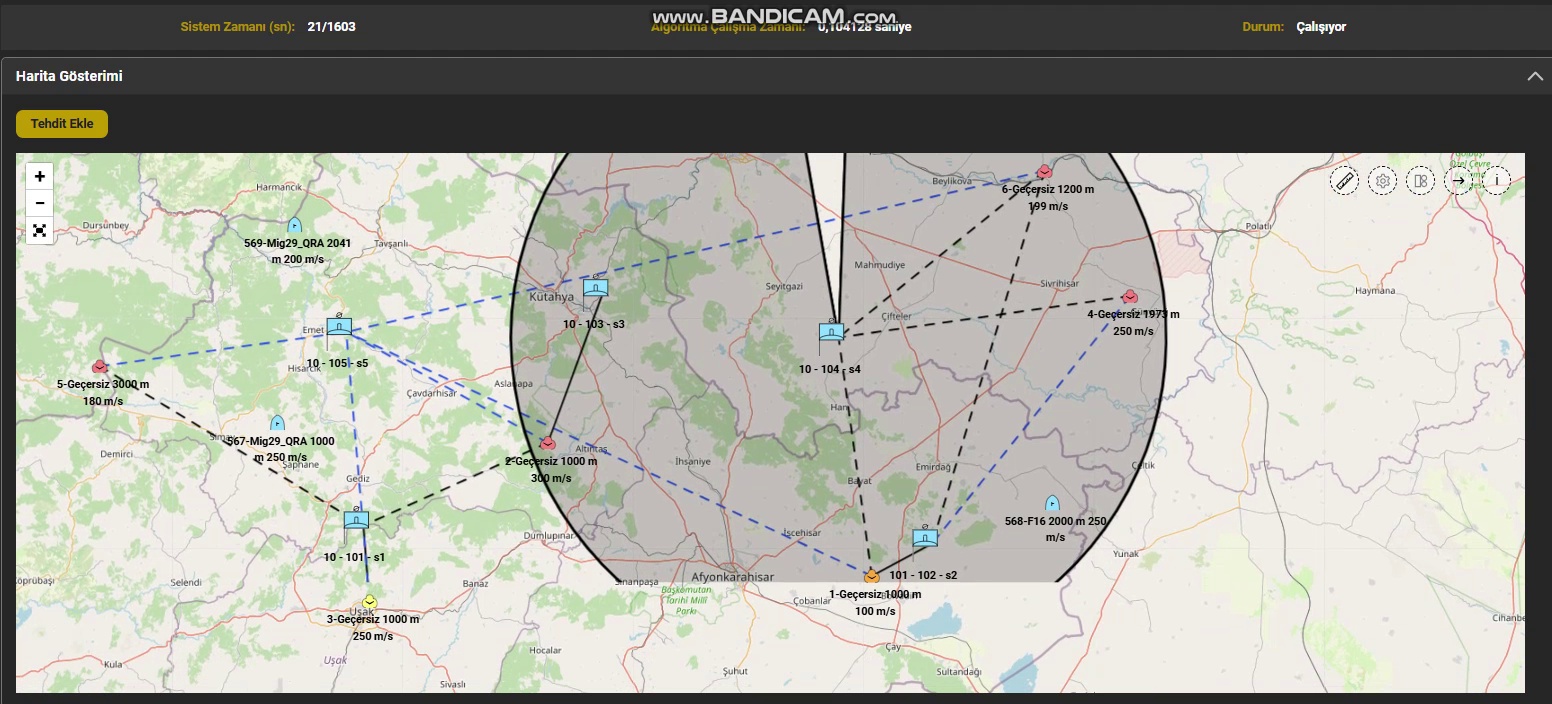 www.BANDICAM.com
Sistem Zamanı (sn): 21/1603
Algoritma Çalışma Zamanı: 0,104128 saniye
Durum: Çalışıyor
Harita Gösterimi
Tehdit Ekle
+
−
Harmancık
Dursunbey
Tavşanlı
569-Mig29_QRA 2041
m 200 m/s
Beylikova
6-Geçersiz 1200 m
199 m/s
Polatlı
Mahmudiye
Sivrihisar
Haymana
Seyitgazi
Kütahya
10 - 103 - s3
Çifteler
4-Geçersiz 1973 m
250 m/s
Emet
10 - 105 - s5
Hisarcık
10 - 104 - s4
5-Geçersiz 3000 m
180 m/s
Aslanapa
Çavdarhisar
Han
567-Mig29_QRA 1000
m 250 m/s
Demirci
Şaphane
Altıntaş
2-Geçersiz 1000 m
300 m/s
İhsaniye
Emirdağ
Çeltik
Gediz
Bayat
568-F16 2000 m 250
m/s
İscehisar
Dumlupınar
Yunak
10 - 101 - s1
Selendi
Banaz
Sinanpaşa
Afyonkarahisar
101 - 102 - s2
Başkomutan
Tarihî Millî
Parkı
Çobanlar
1-Geçersiz 1000 m
100 m/s
Uşak
3-Geçersiz 1000 m
250 m/s
Hocalar
Çay
Kula
Uşak
Şuhut
Sultandağı
Sivaslı